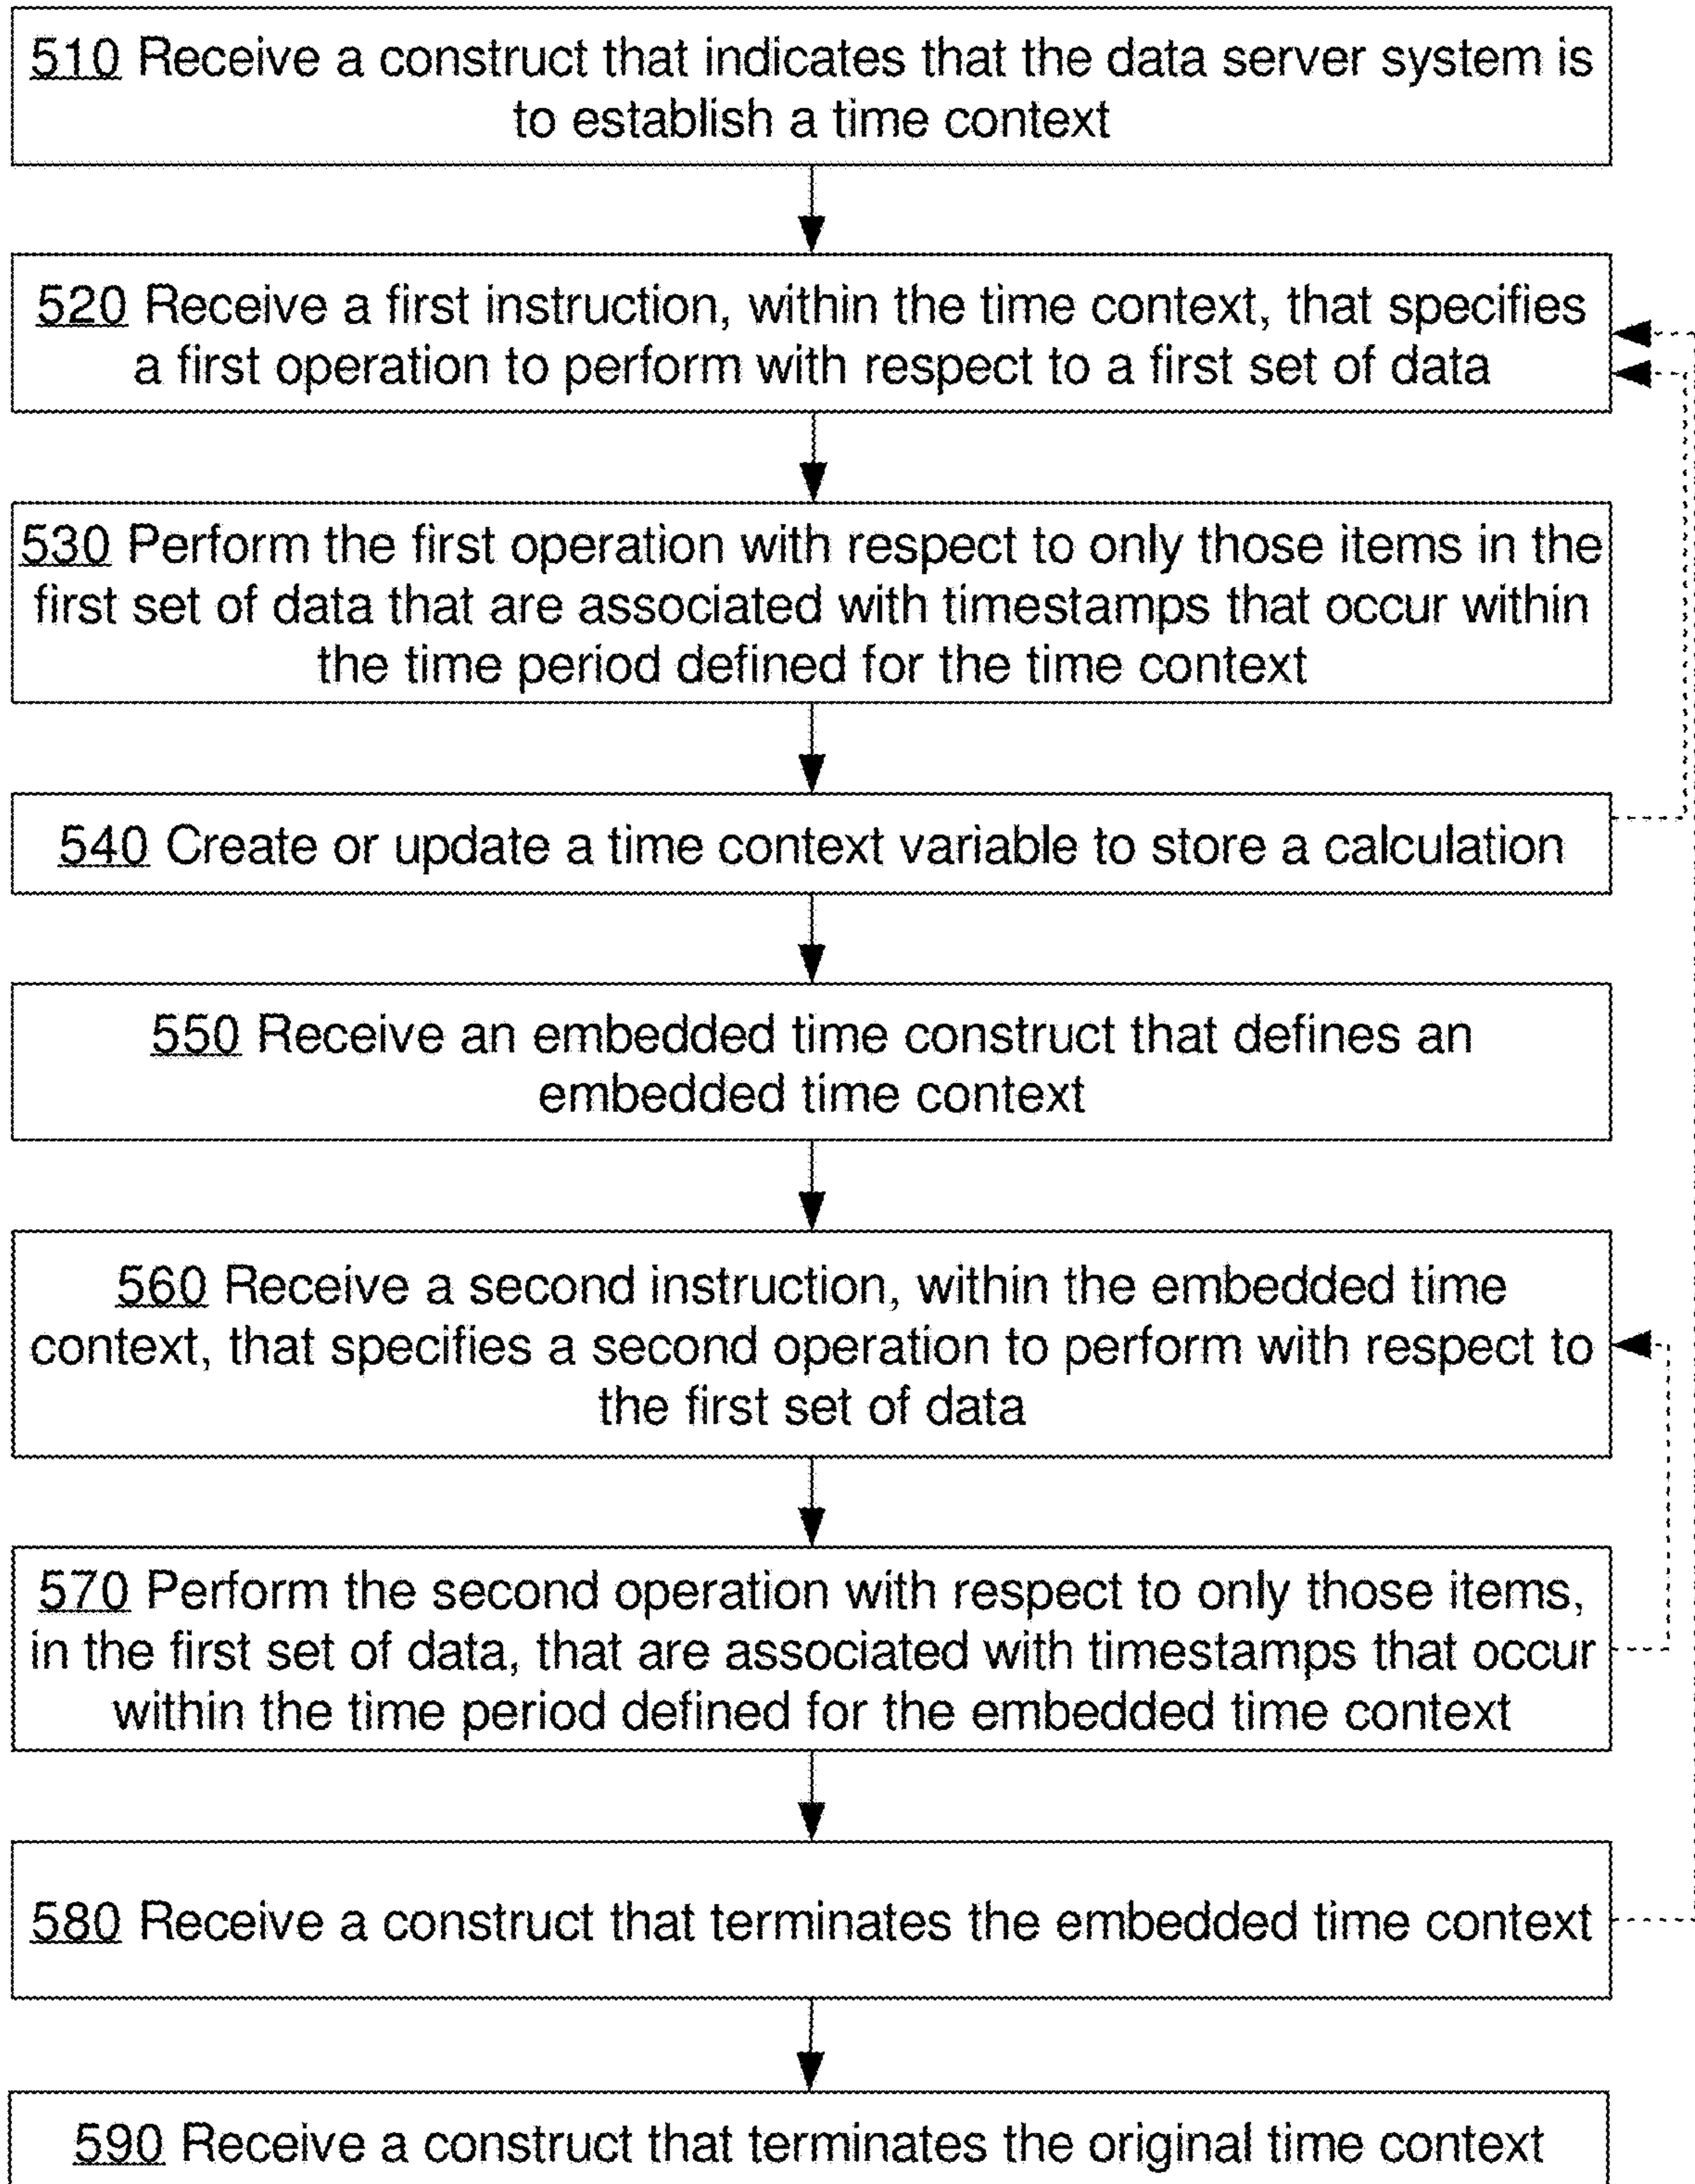 510 Receive a construct that indicates that the data server system is
to establish a time context
520 Receive a first instruction, within the time context, that specifies
a first operation to perform with respect to a first set of data
530 Perform the first operation with respect to only those items in the
first set of data that are associated with timestamps that occur within
the time period defined for the time context
540 Create or update a time context variable to store a calculation
550 Receive an embedded time construct that defines an
embedded time context
560 Receive a second instruction, within the embedded time
context, that specifies a second operation to perform with respect to
the first set of data
570 Perform the second operation with respect to only those items,
in the first set of data, that are associated with timestamps that occur
within the time period defined for the embedded time context
580 Receive a construct that terminates the embedded time context
590 Receive a construct that terminates the original time context